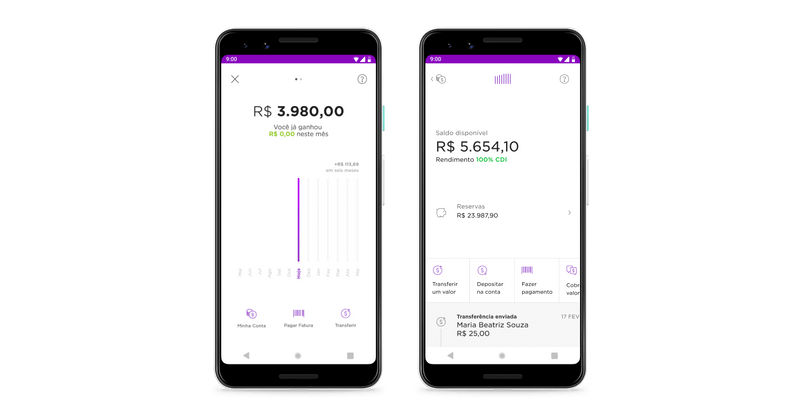 9:00
R$ 3.980,00
Você já ganhou
R$ 0,00 neste mês
+R$ 113,89
em seis meses
Hoje
Minha Conta
Pagar Fatura
Transferir
9:00
Saldo disponível
R$ 5.654,10
Rendimento 100% CDI
Reservas
R$ 23.987,90
Transferir
um valor
Depositar
na conta
Fazer
pagamento
Cobr
valor
Transferência enviada
17 FEV
Maria Beatriz Souza
R$ 25,00